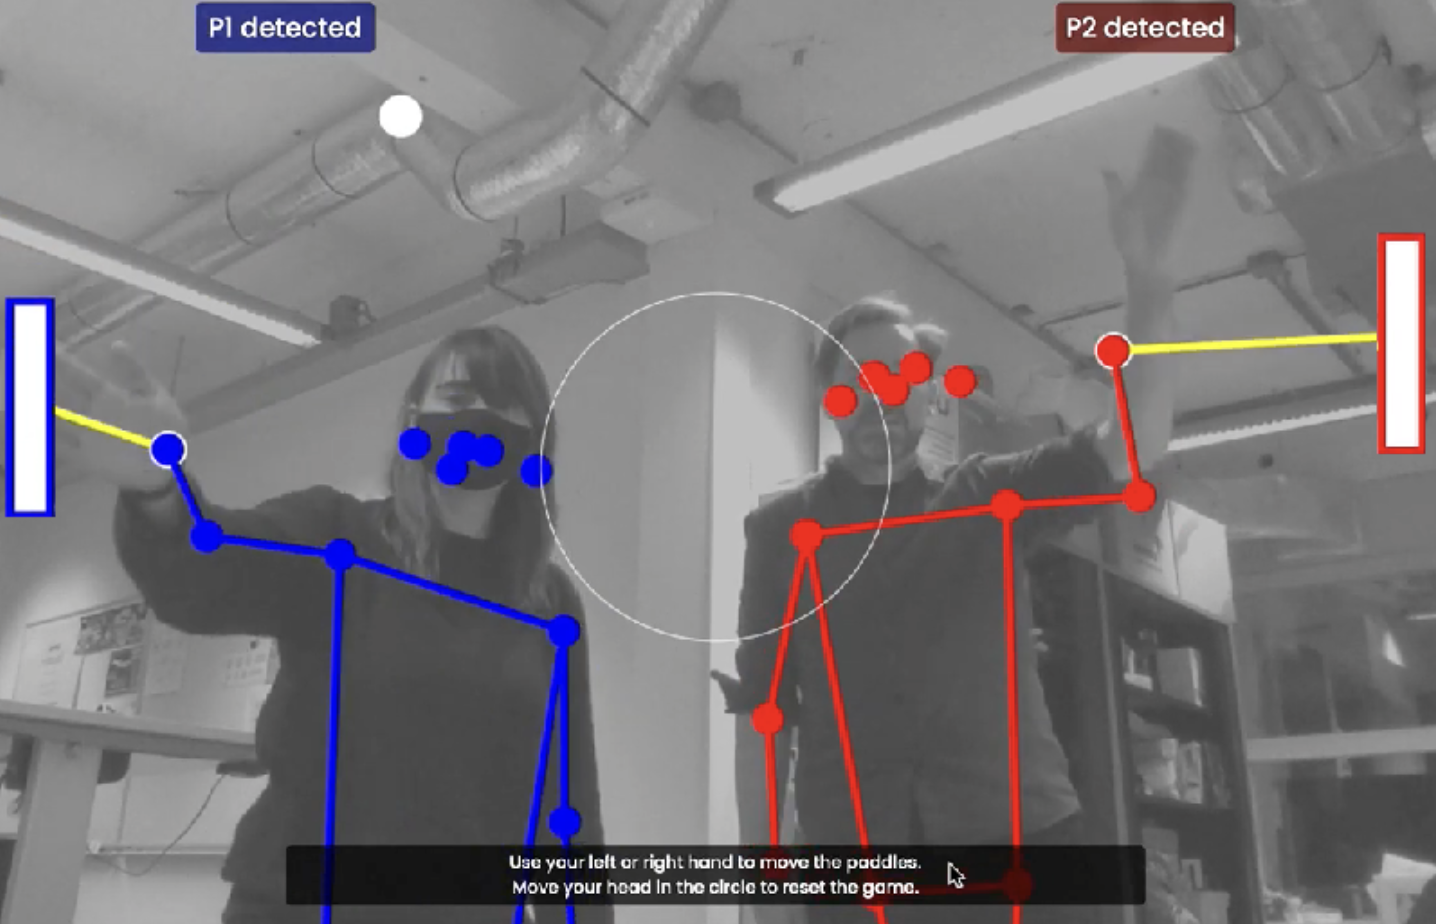 P1 detected
P2 detected
Use your left or right hand to move the paddles.
Move your head in the circle to reset the game.